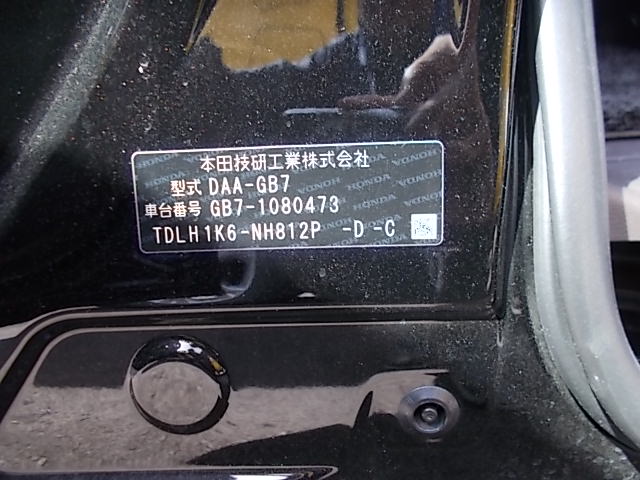 本田技研工業株式会社
型式 DAA-GB7
車台番号 GB7-1080473
TDLH1K6-NH812P -D -C